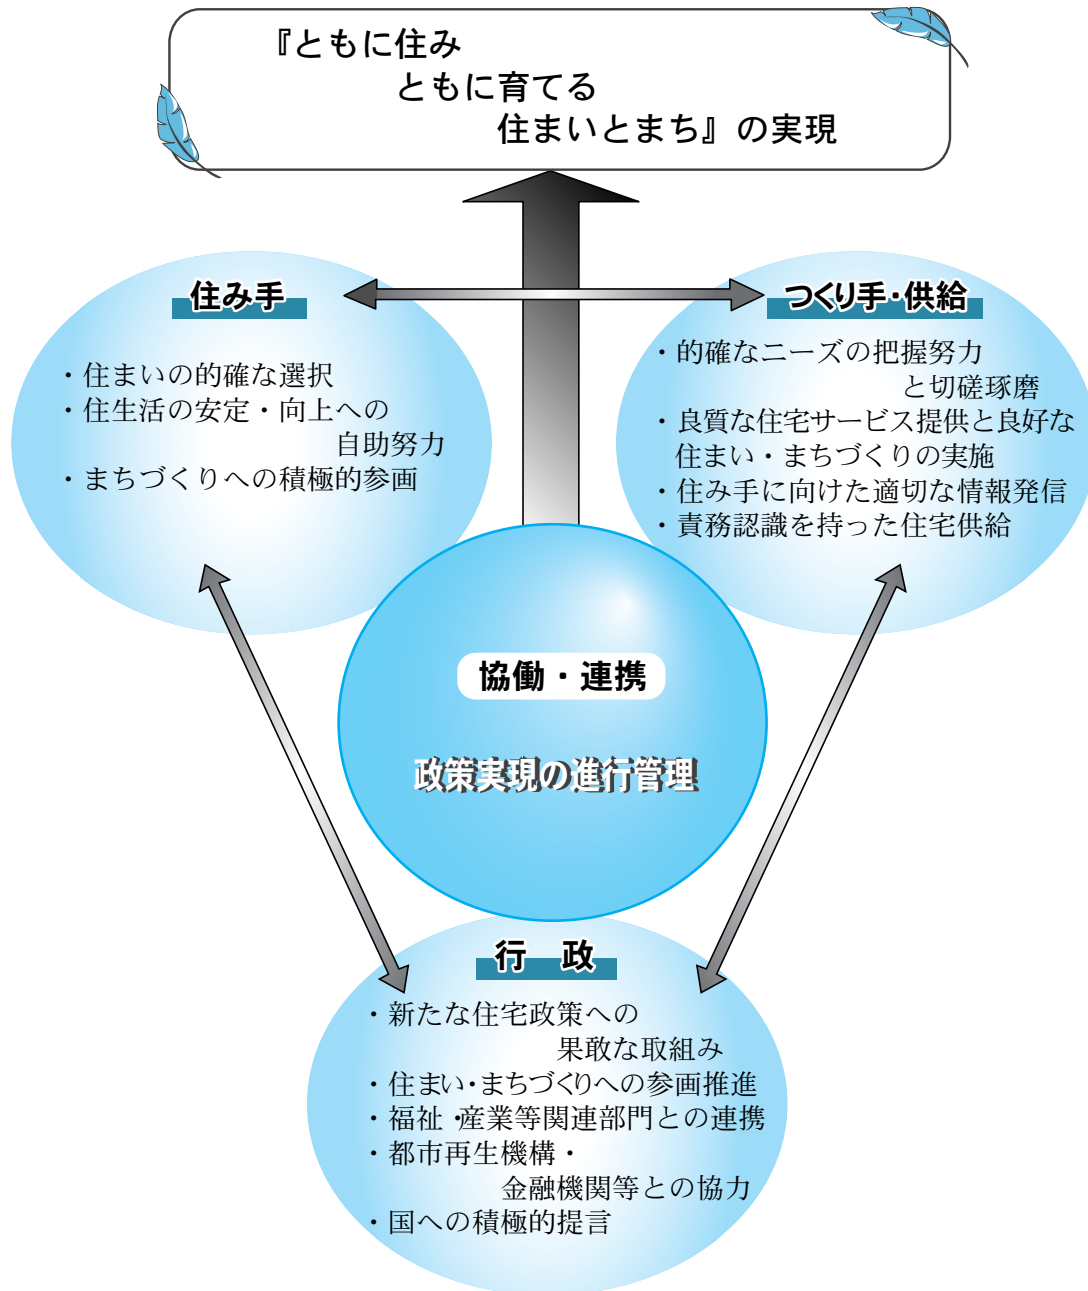 『ともに住み
ともに育てる
住まいとまち』の実現
住み手
・住まいの的確な選択
・住生活の安定・向上への
自助努力
・まちづくりへの積極的参画
つくり手・供給
・的確なニーズの把握努力
と切磋琢磨
・良質な住宅サービス提供と良好な
住まい・まちづくりの実施
・住み手に向けた適切な情報発信
・責務認識を持った住宅供給
協働・連携
政策実現の進行管理
行　政
・新たな住宅政策への
果敢な取組み
・住まい・まちづくりへの参画推進
・福祉・産業等関連部門との連携
・都市再生機構・
金融機関等との協力
・国への積極的提言